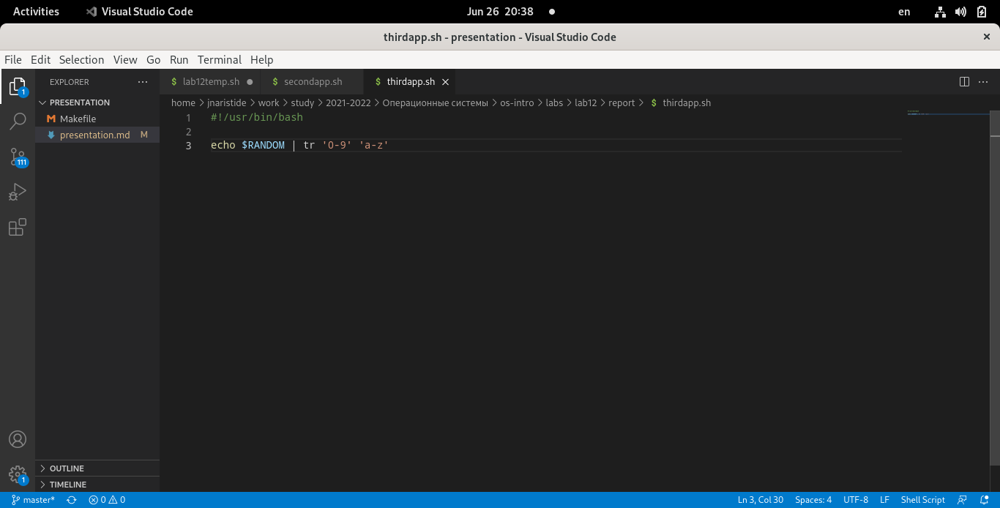 Activities Visual Studio Code Jun 26 20:38 en
thirdapp.sh - presentation - Visual Studio Code ×
File Edit Selection View Go Run Terminal Help
EXPLORER ··· $ lab12temp.sh ● $ secondapp.sh $ thirdapp.sh × ···
PRESENTATION home > jnaristide > work > study > 2021-2022 > Операционные системы > os-intro > labs > lab12 > report > $ thirdapp.sh
M Makefile
presentation.md M
1 #!/usr/bin/bash
2
3 echo $RANDOM | tr '0-9' 'a-z'
1
111
1
OUTLINE
TIMELINE
master* 0 0 Ln 3, Col 30 Spaces: 4 UTF-8 LF Shell Script